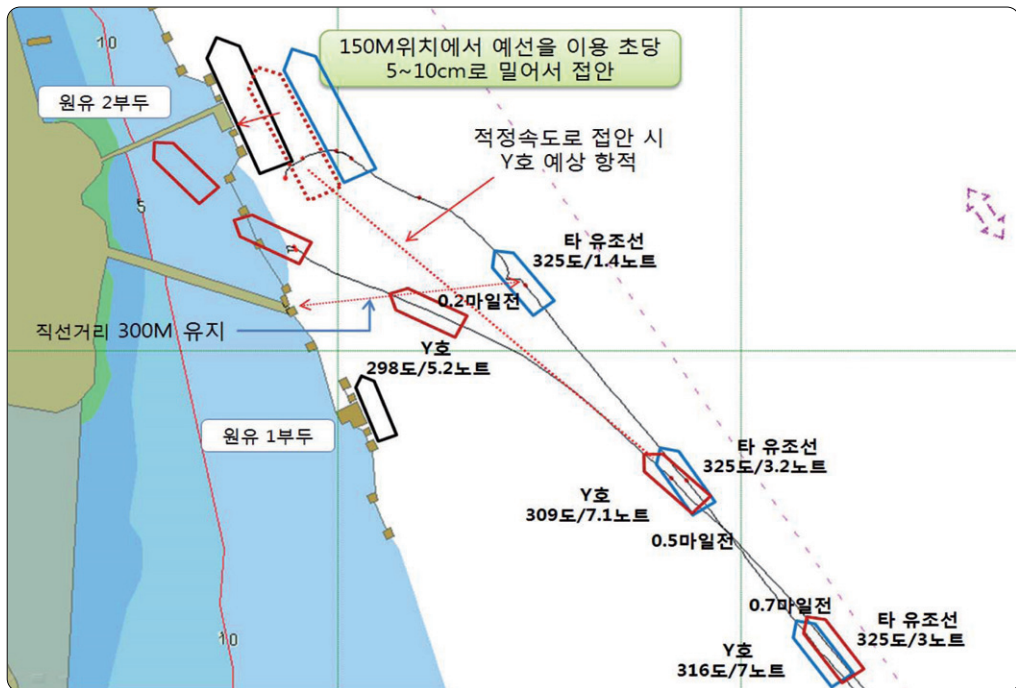 150M위치에서 예선을 이용 초당
5~10cm로 밀어서 접안
10
원유 2부두
적정속도로 접안 시
Y호 예상 항적
5
타 유조선
325도/1.4노트
0.2마일전
직선거리 300M 유지
Y호
298도/5.2노트
원유 1부두
타 유조선
325도/3.2노트
Y호
309도/7.1노트
0.5마일전
0.7마일전
타 유조선
325도/3노트
Y호
316도/7노트
10